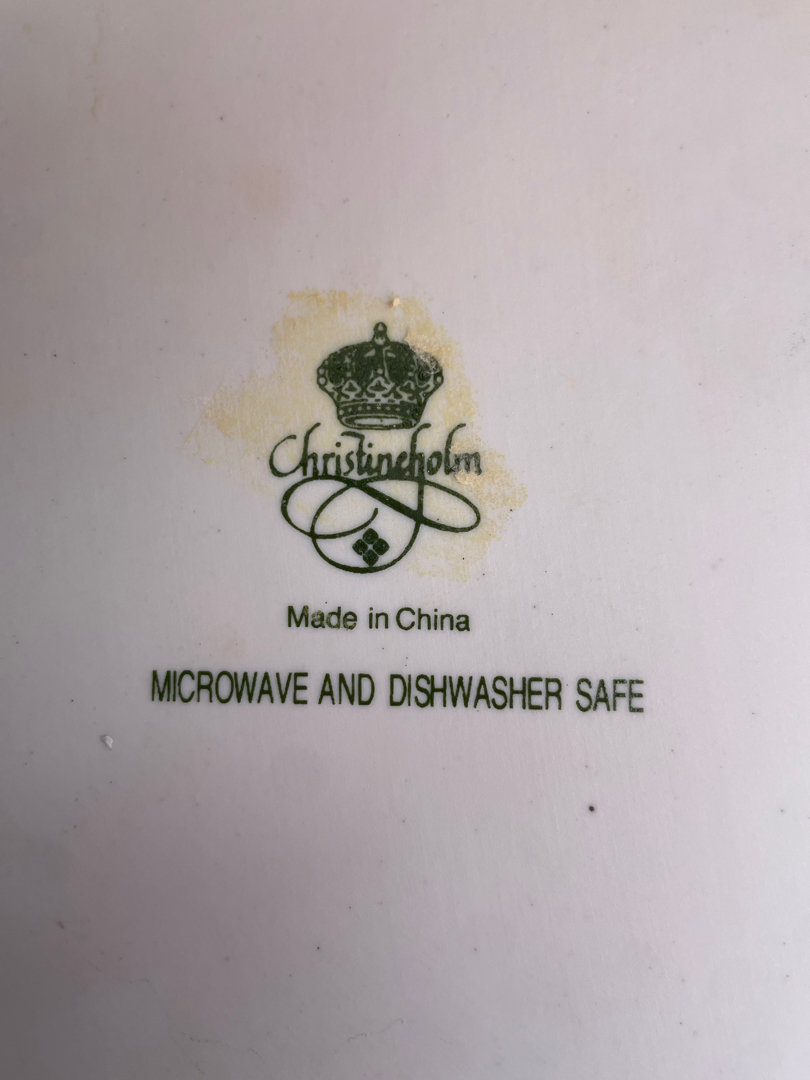 Christineholm
Made in China
MICROWAVE AND DISHWASHER SAFE